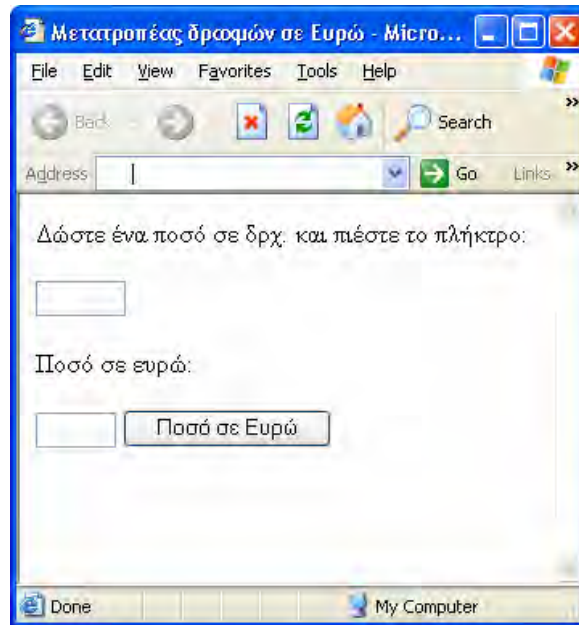 Μετατροπέας δραχμών σε Ευρώ - Micro...
File Edit View Favorites Tools Help
Back Search »
Address Go Links »
Δώστε ένα ποσό σε δρχ. και πιέστε το πλήκτρο:
Ποσό σε ευρώ:
Ποσό σε Ευρώ
Done My Computer